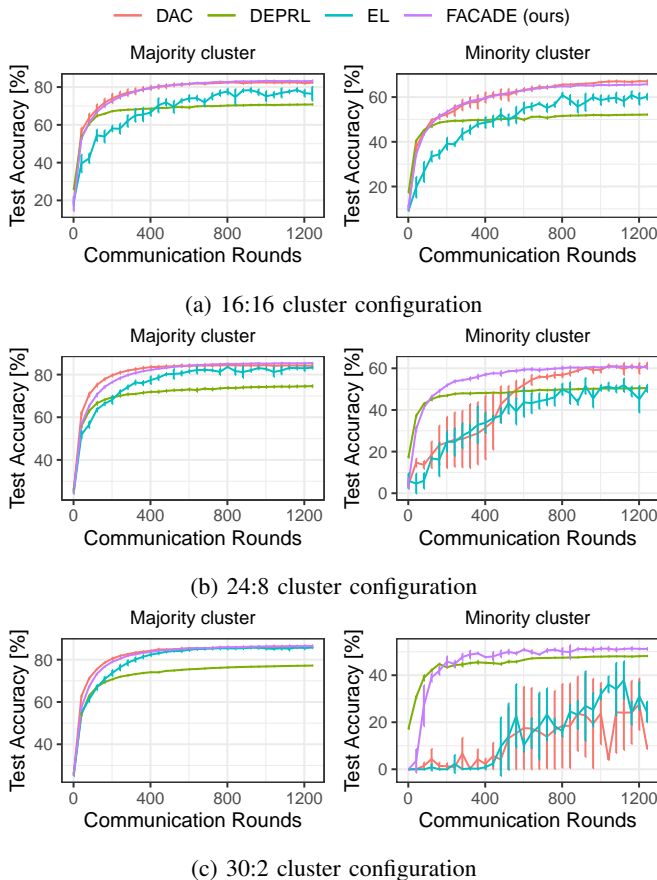 DAC DEPRL EL FACADE (ours)
Majority cluster Minority cluster
Test Accuracy [%]
80
60
40
20
0 400 800 1200
Communication Rounds
Test Accuracy [%]
60
40
20
0 400 800 1200
Communication Rounds
(a) 16:16 cluster configuration
Majority cluster Minority cluster
Test Accuracy [%]
80
60
40
0 400 800 1200
Communication Rounds
Test Accuracy [%]
60
40
20
0
0 400 800 1200
Communication Rounds
(b) 24:8 cluster configuration
Majority cluster Minority cluster
Test Accuracy [%]
80
60
40
0 400 800 1200
Communication Rounds
Test Accuracy [%]
40
20
0
0 400 800 1200
Communication Rounds
(c) 30:2 cluster configuration